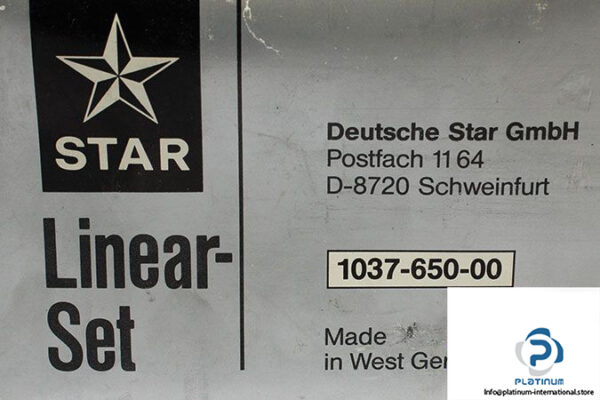 STAR
Linear-
Set
Deutsche Star GmbH
Postfach 11 64
D-8720 Schweinfurt
1037-650-00
Made
in West Ger
PLATINUM
Info@platinum-international.store